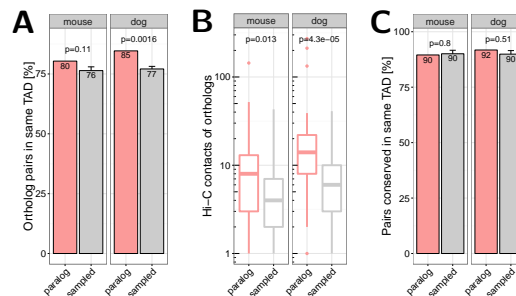 A
mouse
dog
Ortholog pairs in same TAD [%]
75
50
25
0
p=0.11
p=0.0016
80
76
85
77
paralog
sampled
paralog
sampled
B
mouse
dog
Hi−C contacts of orthologs
100
10
1
p=0.013
p=4.3e−05
paralog
sampled
paralog
sampled
C
mouse
dog
Pairs conserved in same TAD [%]
75
50
25
0
p=0.8
p=0.51
90
90
92
90
paralog
sampled
paralog
sampled